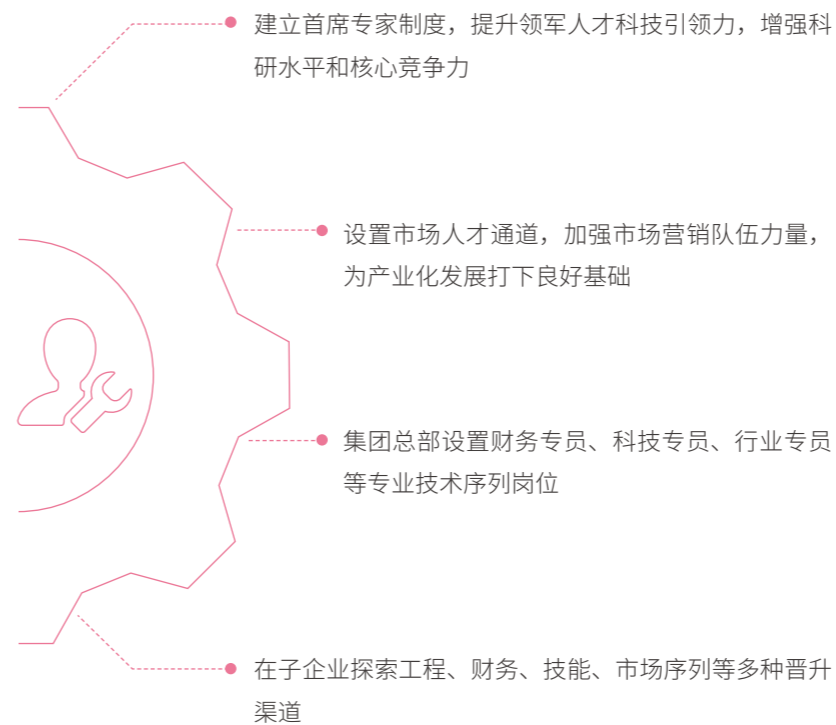 建立首席专家制度，提升领军人才科技引领力，增强科
研水平和核心竞争力
设置市场人才通道，加强市场营销队伍力量，
为产业化发展打下良好基础
集团总部设置财务专员、科技专员、行业专员
等专业技术序列岗位
在子企业探索工程、财务、技能、市场序列等多种晋升
渠道